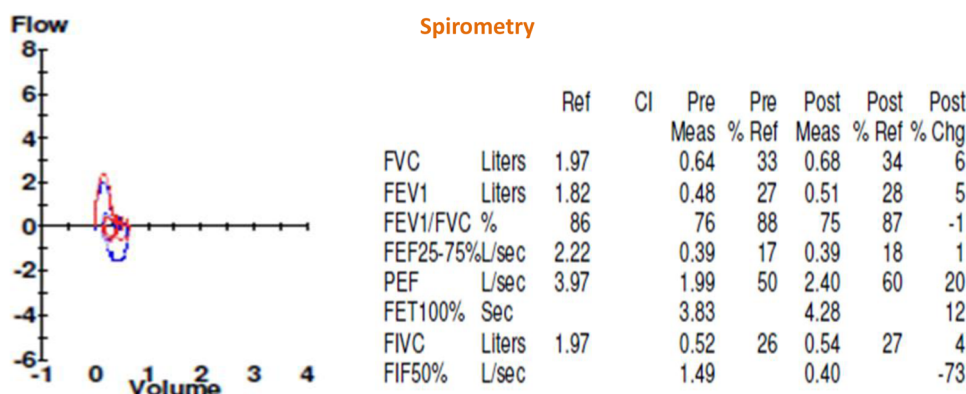 Spirometry
Flow
8
6
4
2
0
-2
-4
-6
-1 0 1 2 3 4
Volume
Ref CI Pre Pre Post Post Post
Meas % Ref Meas % Ref % Chg
FVC Liters 1.97 0.64 33 0.68 34 6
FEV1 Liters 1.82 0.48 27 0.51 28 5
FEV1/FVC % 86 76 88 75 87 -1
FEF25-75%L/sec 2.22 0.39 17 0.39 18 1
PEF L/sec 3.97 1.99 50 2.40 60 20
FET100% Sec 3.83 4.28 12
FIVC Liters 1.97 0.52 26 0.54 27 4
FIF50% L/sec 1.49 0.40 -73